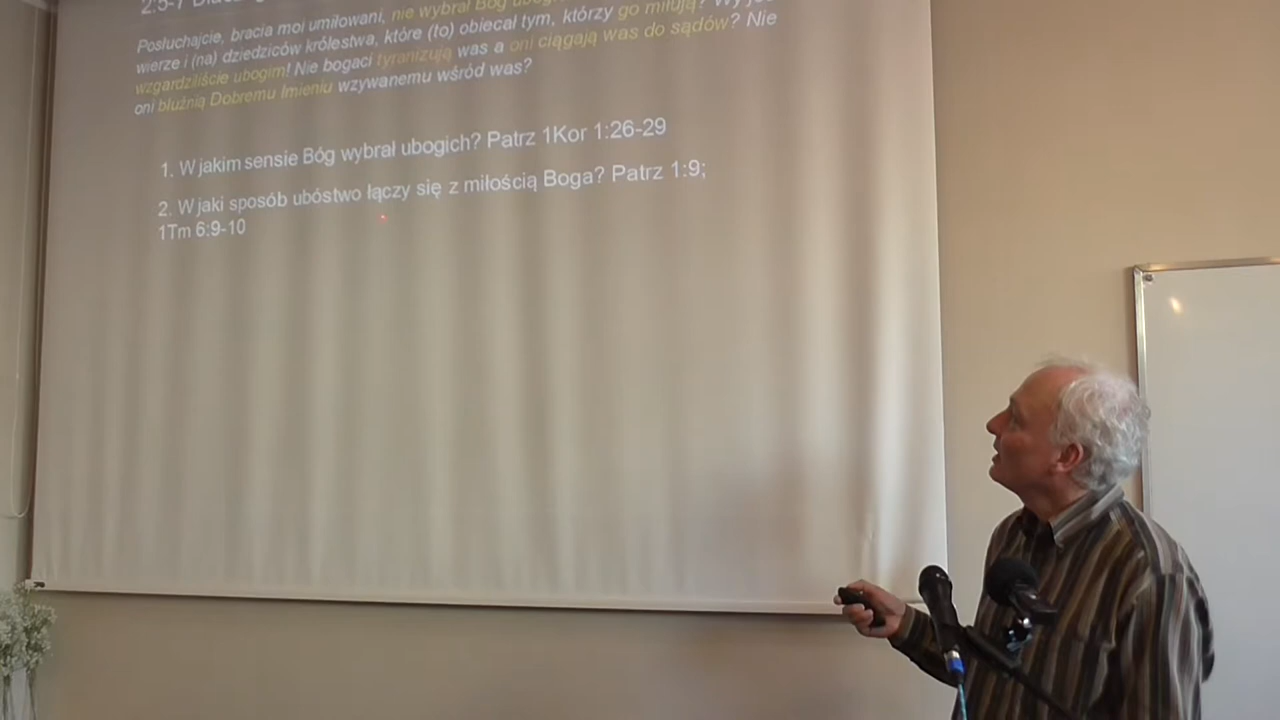 2:5-7
Posłuchajcie, bracia moi umiłowani, nie wybrał Bóg
wierze i (na) dziedziców królestwa, które (to) obiecał tym, którzy go miłują?
wzgardziliście ubogim! Nie bogaci tyranizują was a oni ciągają was do sądów? Nie
oni bluźnią Dobremu Imieniu wzywanemu wśród was?
1. W jakim sensie Bóg wybrał ubogich? Patrz 1Kor 1:26-29
2. W jaki sposób ubóstwo łączy się z miłością Boga? Patrz 1:9;
1Tm 6:9-10